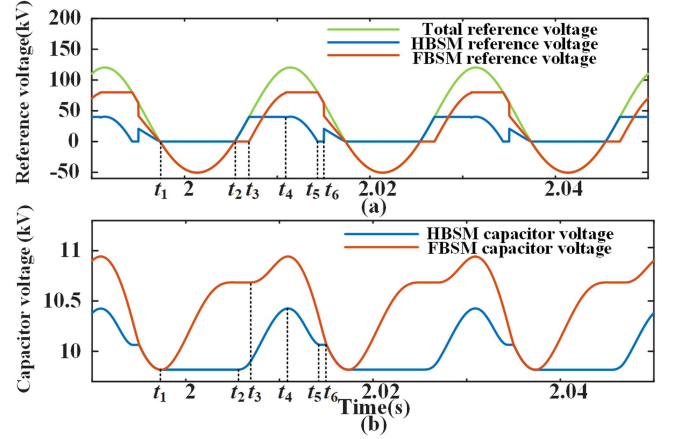 Reference voltage(kV)
200
150
100
50
0
-50
Total reference voltage
HBSM reference voltage
FBSM reference voltage
t1 2 t2 t3 t4 t5 t6 2.02 2.04
(a)
Capacitor voltage (kV)
11
10.5
10
HBSM capacitor voltage
FBSM capacitor voltage
t1 2 t2 t3 t4 t5 t6 2.02 2.04
Time(s)
(b)